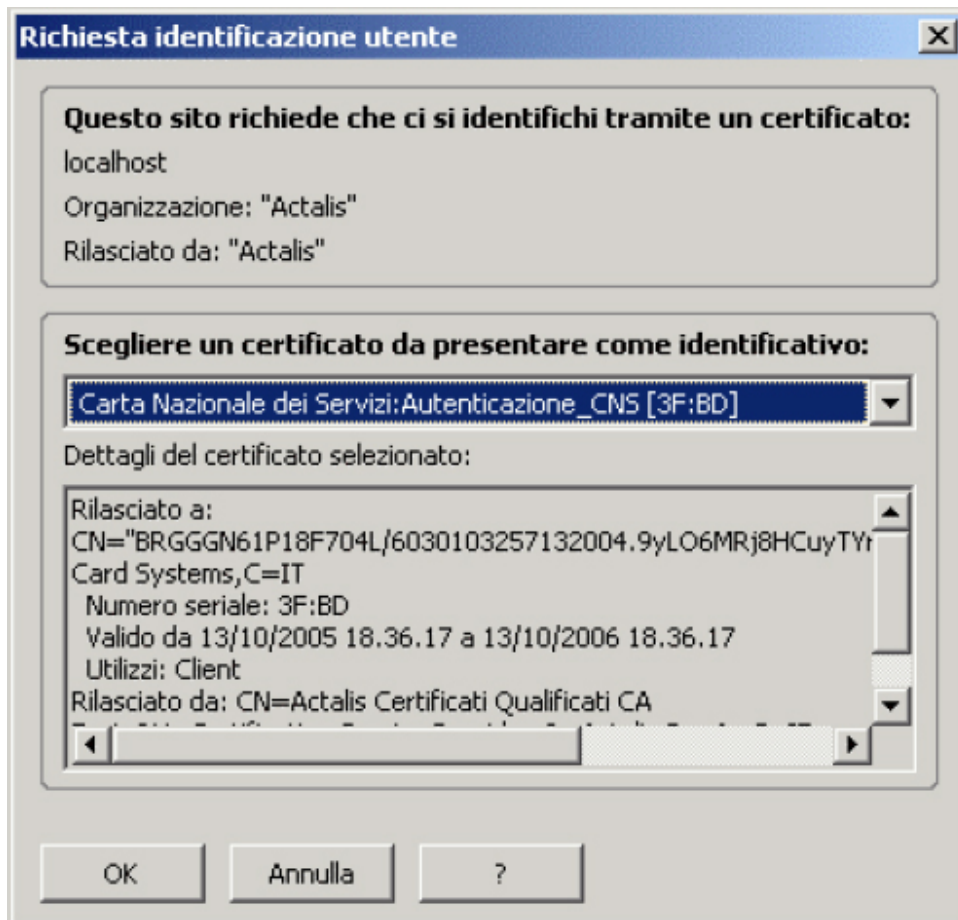 Richiesta identificazione utente
Questo sito richiede che ci si identifichi tramite un certificato:
localhost
Organizzazione: "Actalis"
Rilasciato da: "Actalis"
Scegliere un certificato da presentare come identificativo:
Carta Nazionale dei Servizi:Autenticazione_CNS [3F:BD]
Dettagli del certificato selezionato:
Rilasciato a:
CN="BRGGGN61P18F704L/6030103257132004.9yLO6MRj8HCuyTYr
Card Systems,C=IT
Numero seriale: 3F:BD
Valido da 13/10/2005 18.36.17 a 13/10/2006 18.36.17
Utilizzi: Client
Rilasciato da: CN=Actalis Certificati Qualificati CA
OK
Annulla
?